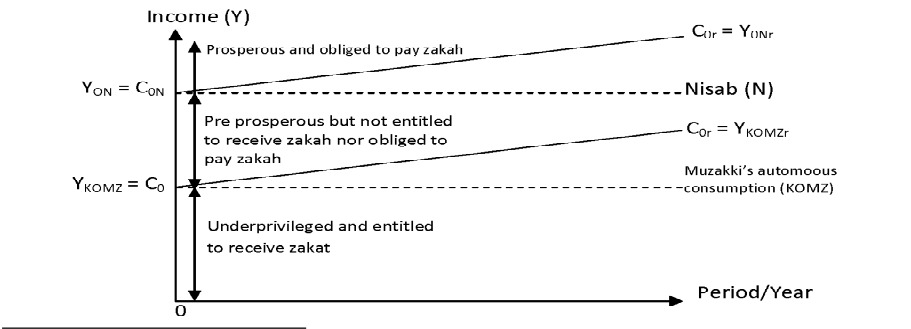 Income (Y)
Prosperous and obliged to pay zakah
C0r = Y0Nr
YON = C0N
Nisab (N)
Pre prosperous but not entitled
to receive zakah nor obliged to
pay zakah
C0r = YKOMZr
YKOMZ = C0
Muzakki's automoous
consumption (KOMZ)
Underprivileged and entitled
to receive zakat
Period/Year
0